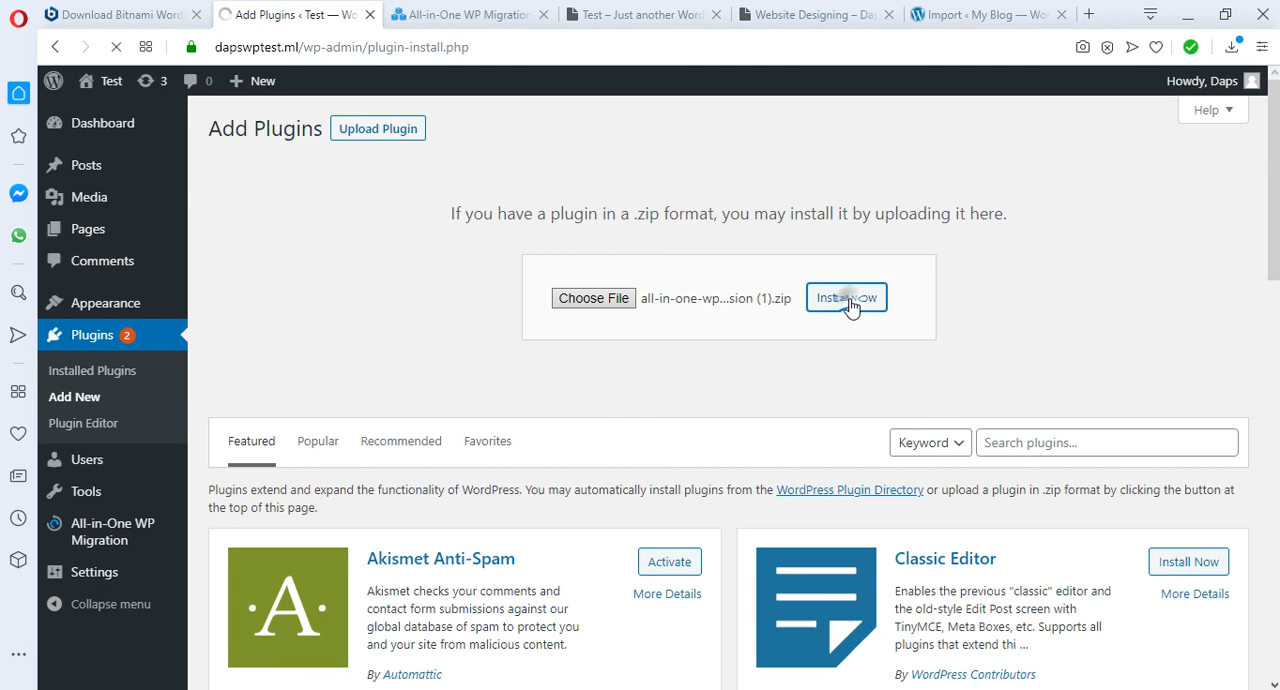 Download Bitnami Word
Add Plugins ‹ Test — Wo
All-in-One WP Migration
Test – Just another Word
Website Designing – Da
Import ‹ My Blog — Wo
dapswptest.ml/wp-admin/plugin-install.php
Test
3
0
New
Howdy, Daps
Help
Dashboard
Posts
Media
Pages
Comments
Appearance
Plugins 2
Installed Plugins
Add New
Plugin Editor
Users
Tools
All-in-One WP
Migration
Settings
Collapse menu
Add Plugins
Upload Plugin
If you have a plugin in a .zip format, you may install it by uploading it here.
Choose File all-in-one-wp...sion (1).zip
Featured Popular Recommended Favorites
Keyword
Search plugins...
Plugins extend and expand the functionality of WordPress. You may automatically install plugins from the WordPress Plugin Directory or upload a plugin in .zip format by clicking the button at
the top of this page.
A
Akismet Anti-Spam
Activate
More Details
Akismet checks your comments and
contact form submissions against our
global database of spam to protect you
and your site from malicious content.
By Automattic
Classic Editor
Install Now
More Details
Enables the previous "classic" editor and
the old-style Edit Post screen with
TinyMCE, Meta Boxes, etc. Supports all
plugins that extend thi ...
By WordPress Contributors